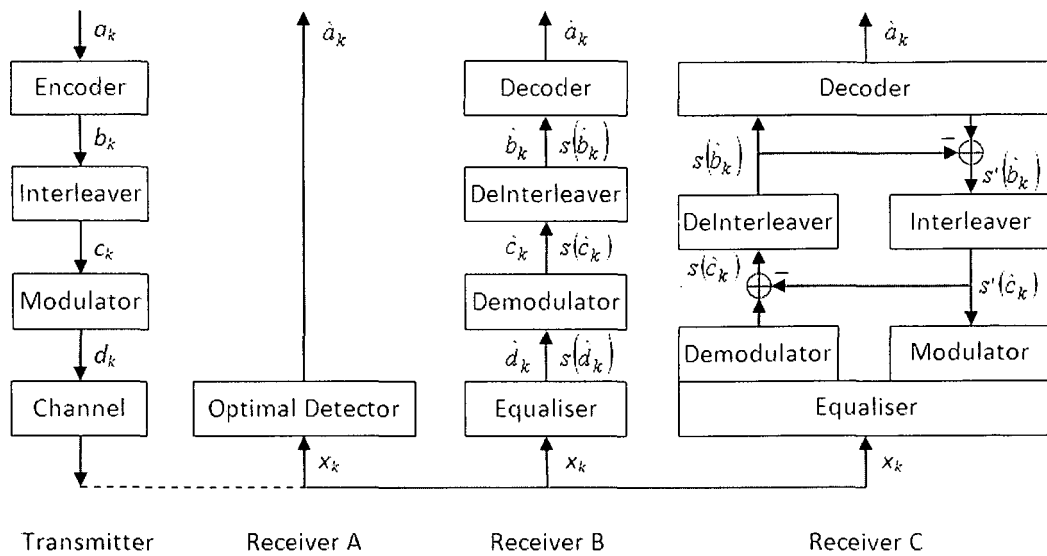 a_k
Encoder
b_k
Interleaver
c_k
Modulator
d_k
Channel
Transmitter
â_k
Optimal Detector
x_k
Receiver A
â_k
Decoder
b̂_k s(b̂_k)
DeInterleaver
ĉ_k s(ĉ_k)
Demodulator
d̂_k s(d̂_k)
Equaliser
x_k
Receiver B
â_k
Decoder
s(b̂_k) −
s'(b̂_k)
DeInterleaver Interleaver
s(ĉ_k) − s'(ĉ_k)
Demodulator Modulator
Equaliser
x_k
Receiver C